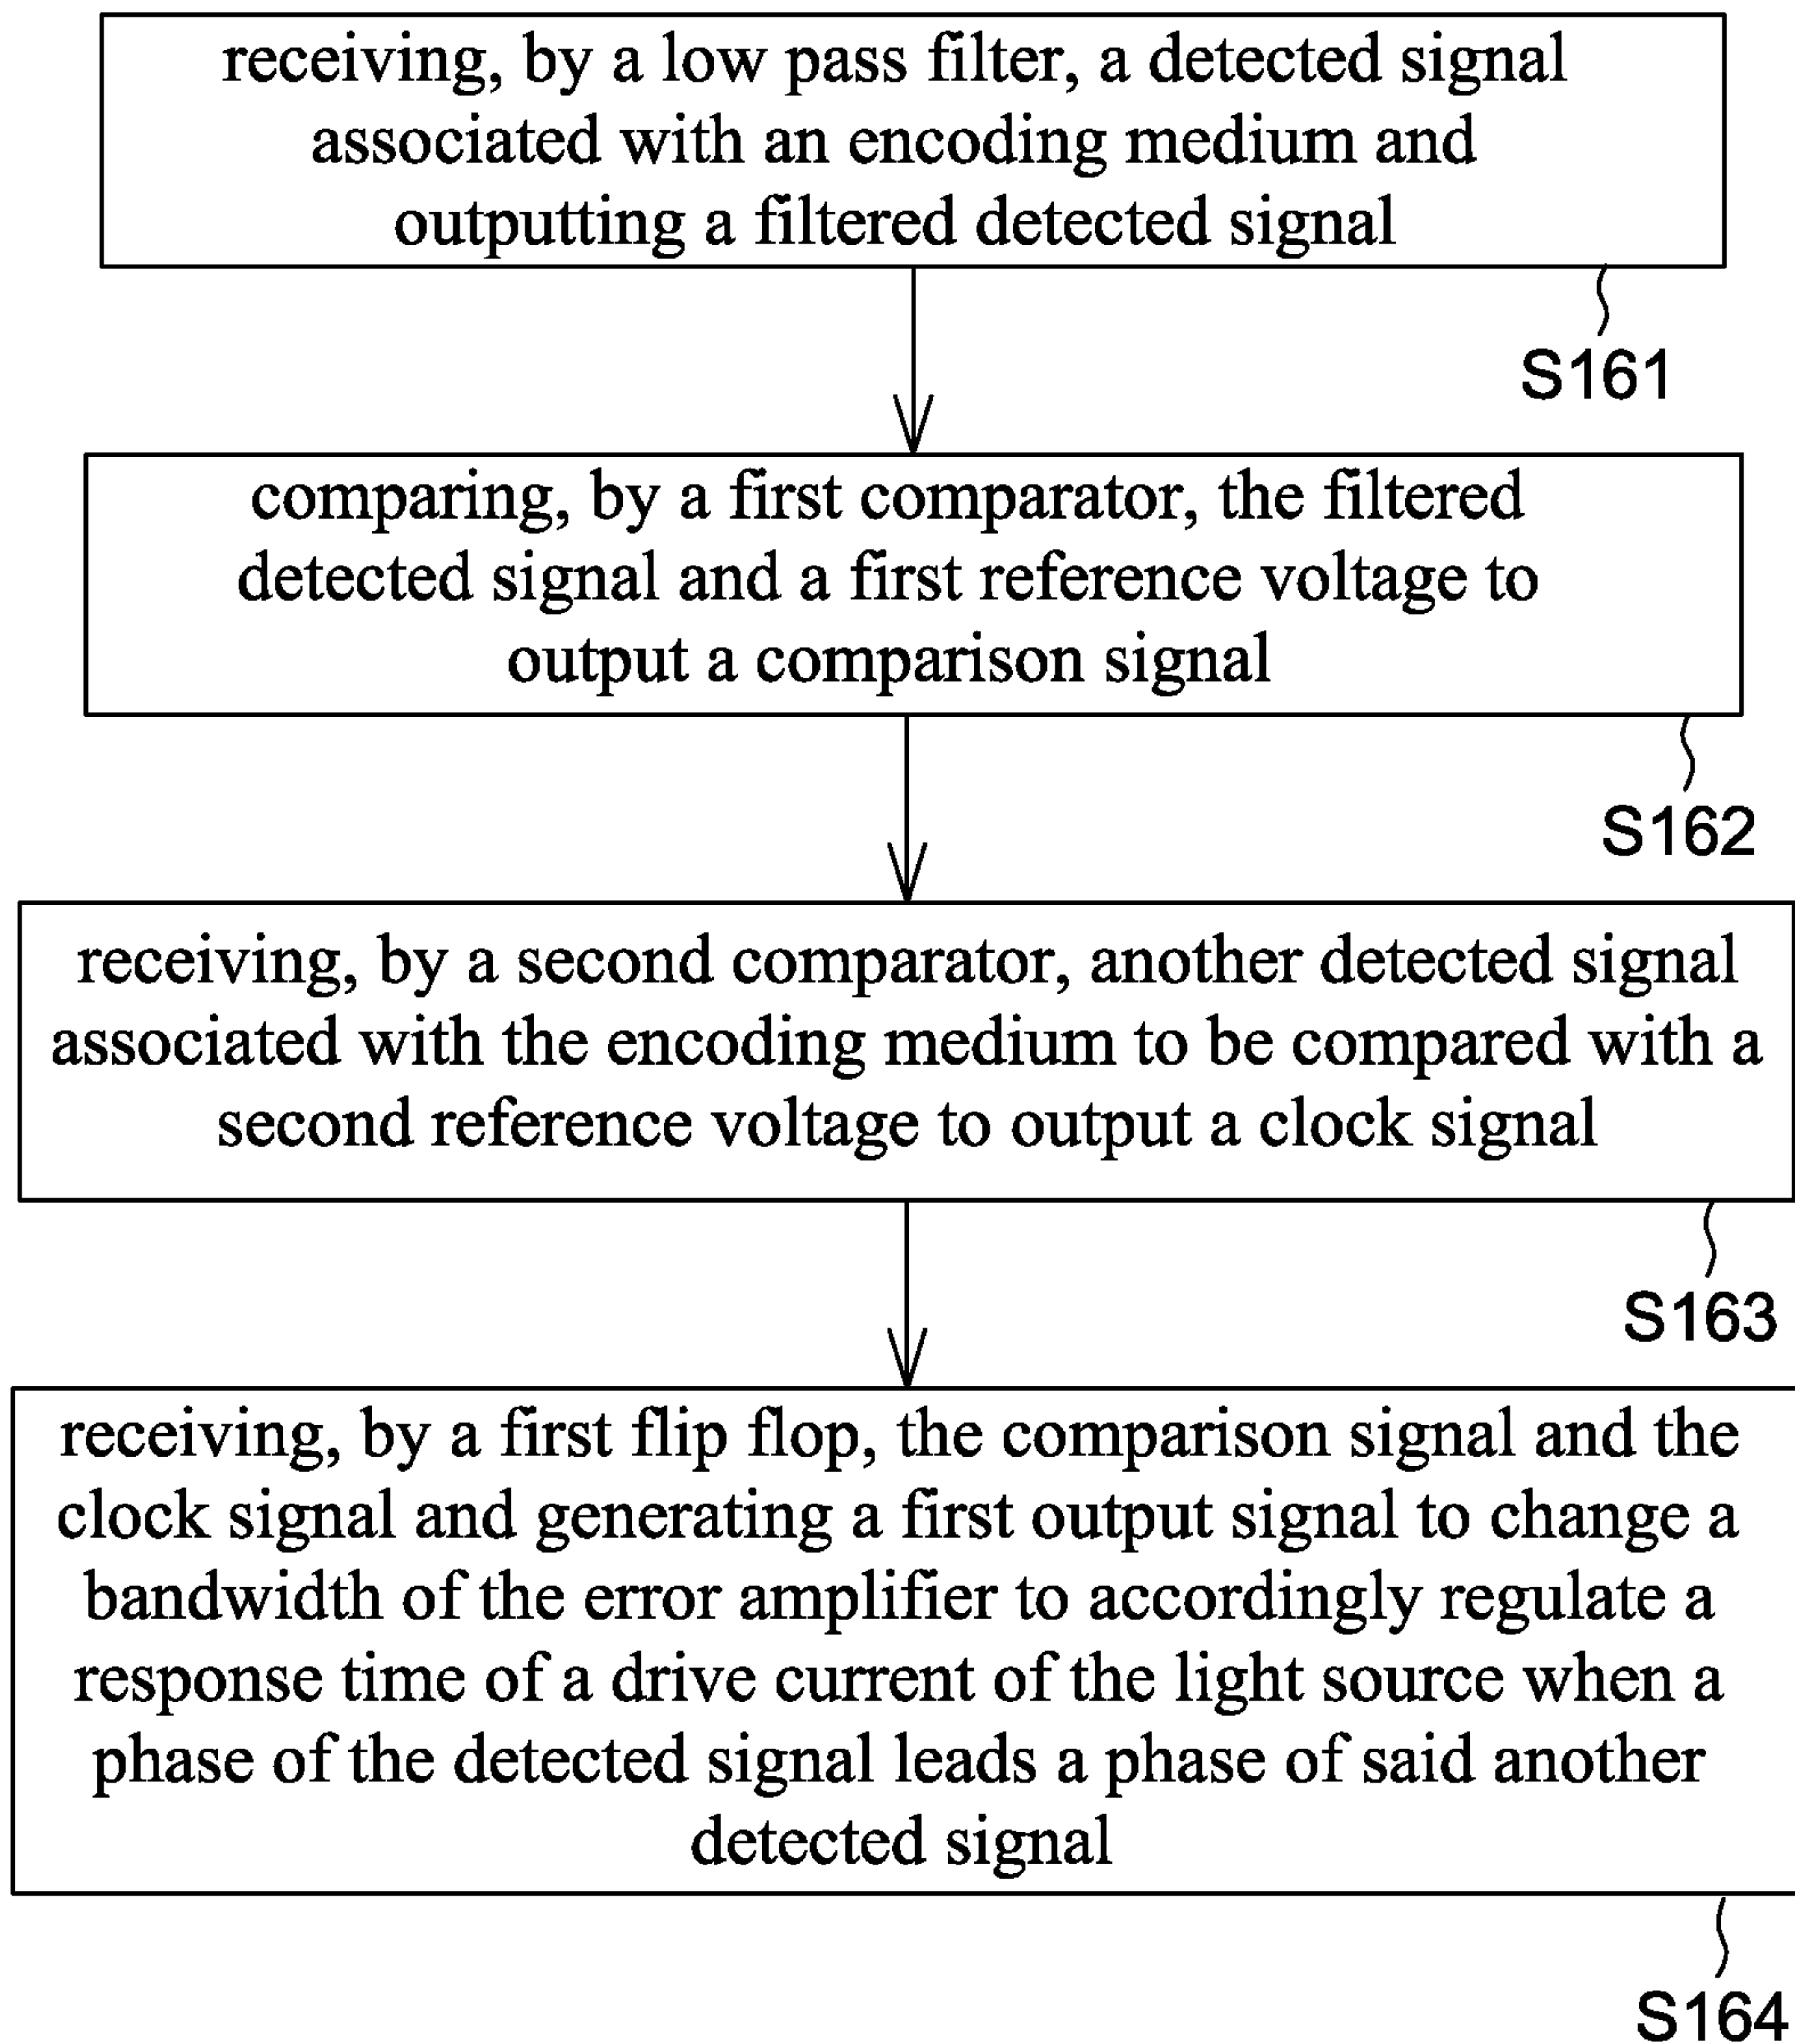 receiving, by a low pass filter, a detected signal
associated with an encoding medium and
outputting a filtered detected signal
S161
comparing, by a first comparator, the filtered
detected signal and a first reference voltage to
output a comparison signal
S162
receiving, by a second comparator, another detected signal
associated with the encoding medium to be compared with a
second reference voltage to output a clock signal
S163
receiving, by a first flip flop, the comparison signal and the
clock signal and generating a first output signal to change a
bandwidth of the error amplifier to accordingly regulate a
response time of a drive current of the light source when a
phase of the detected signal leads a phase of said another
detected signal
S164